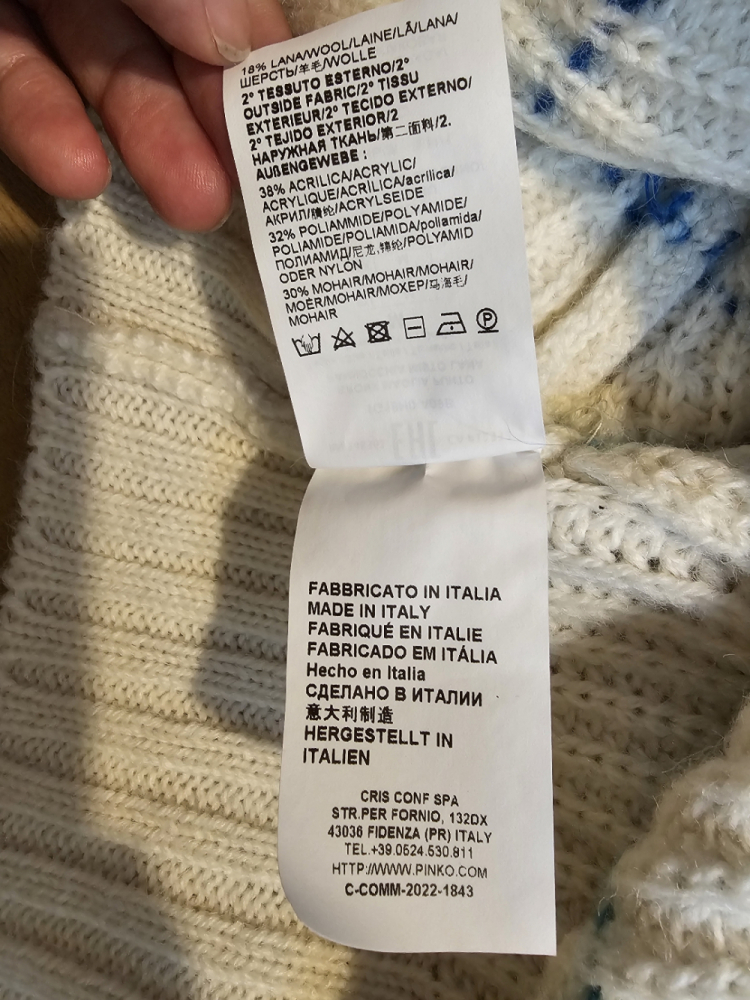 18% LANA/WOOL/LAINE/LÃ/LANA/
ШЕРСТЬ/羊毛/WOLLE
2° TESSUTO ESTERNO/2°
OUTSIDE FABRIC/2° TISSU
EXTERIEUR/2° TECIDO EXTERNO/
2° TEJIDO EXTERIOR/2
НАРУЖНАЯ ТКАНЬ/第二面料/2.
AUßENGEWEBE :
38% ACRILICA/ACRYLIC/
ACRYLIQUE/ACRÍLICA/acrílica/
АКРИЛ/腈纶/ACRYLSEIDE
32% POLIAMMIDE/POLYAMIDE/
POLIAMIDE/POLIAMIDA/poliamida/
ПОЛИАМИД/尼龙,锦纶/POLYAMID
ODER NYLON
30% MOHAIR/MOHAIR/MOHAIR/
MOÈR/MOHAIR/МОХЕР/马海毛/
MOHAIR
P
FABBRICATO IN ITALIA
MADE IN ITALY
FABRIQUÉ EN ITALIE
FABRICADO EM ITÁLIA
Hecho en Italia
СДЕЛАНО В ИТАЛИИ
意大利制造
HERGESTELLT IN
ITALIEN
CRIS CONF SPA
STR.PER FORNIO, 132DX
43036 FIDENZA (PR) ITALY
TEL.+39.0524.530.811
HTTP://WWW.PINKO.COM
C-COMM-2022-1843